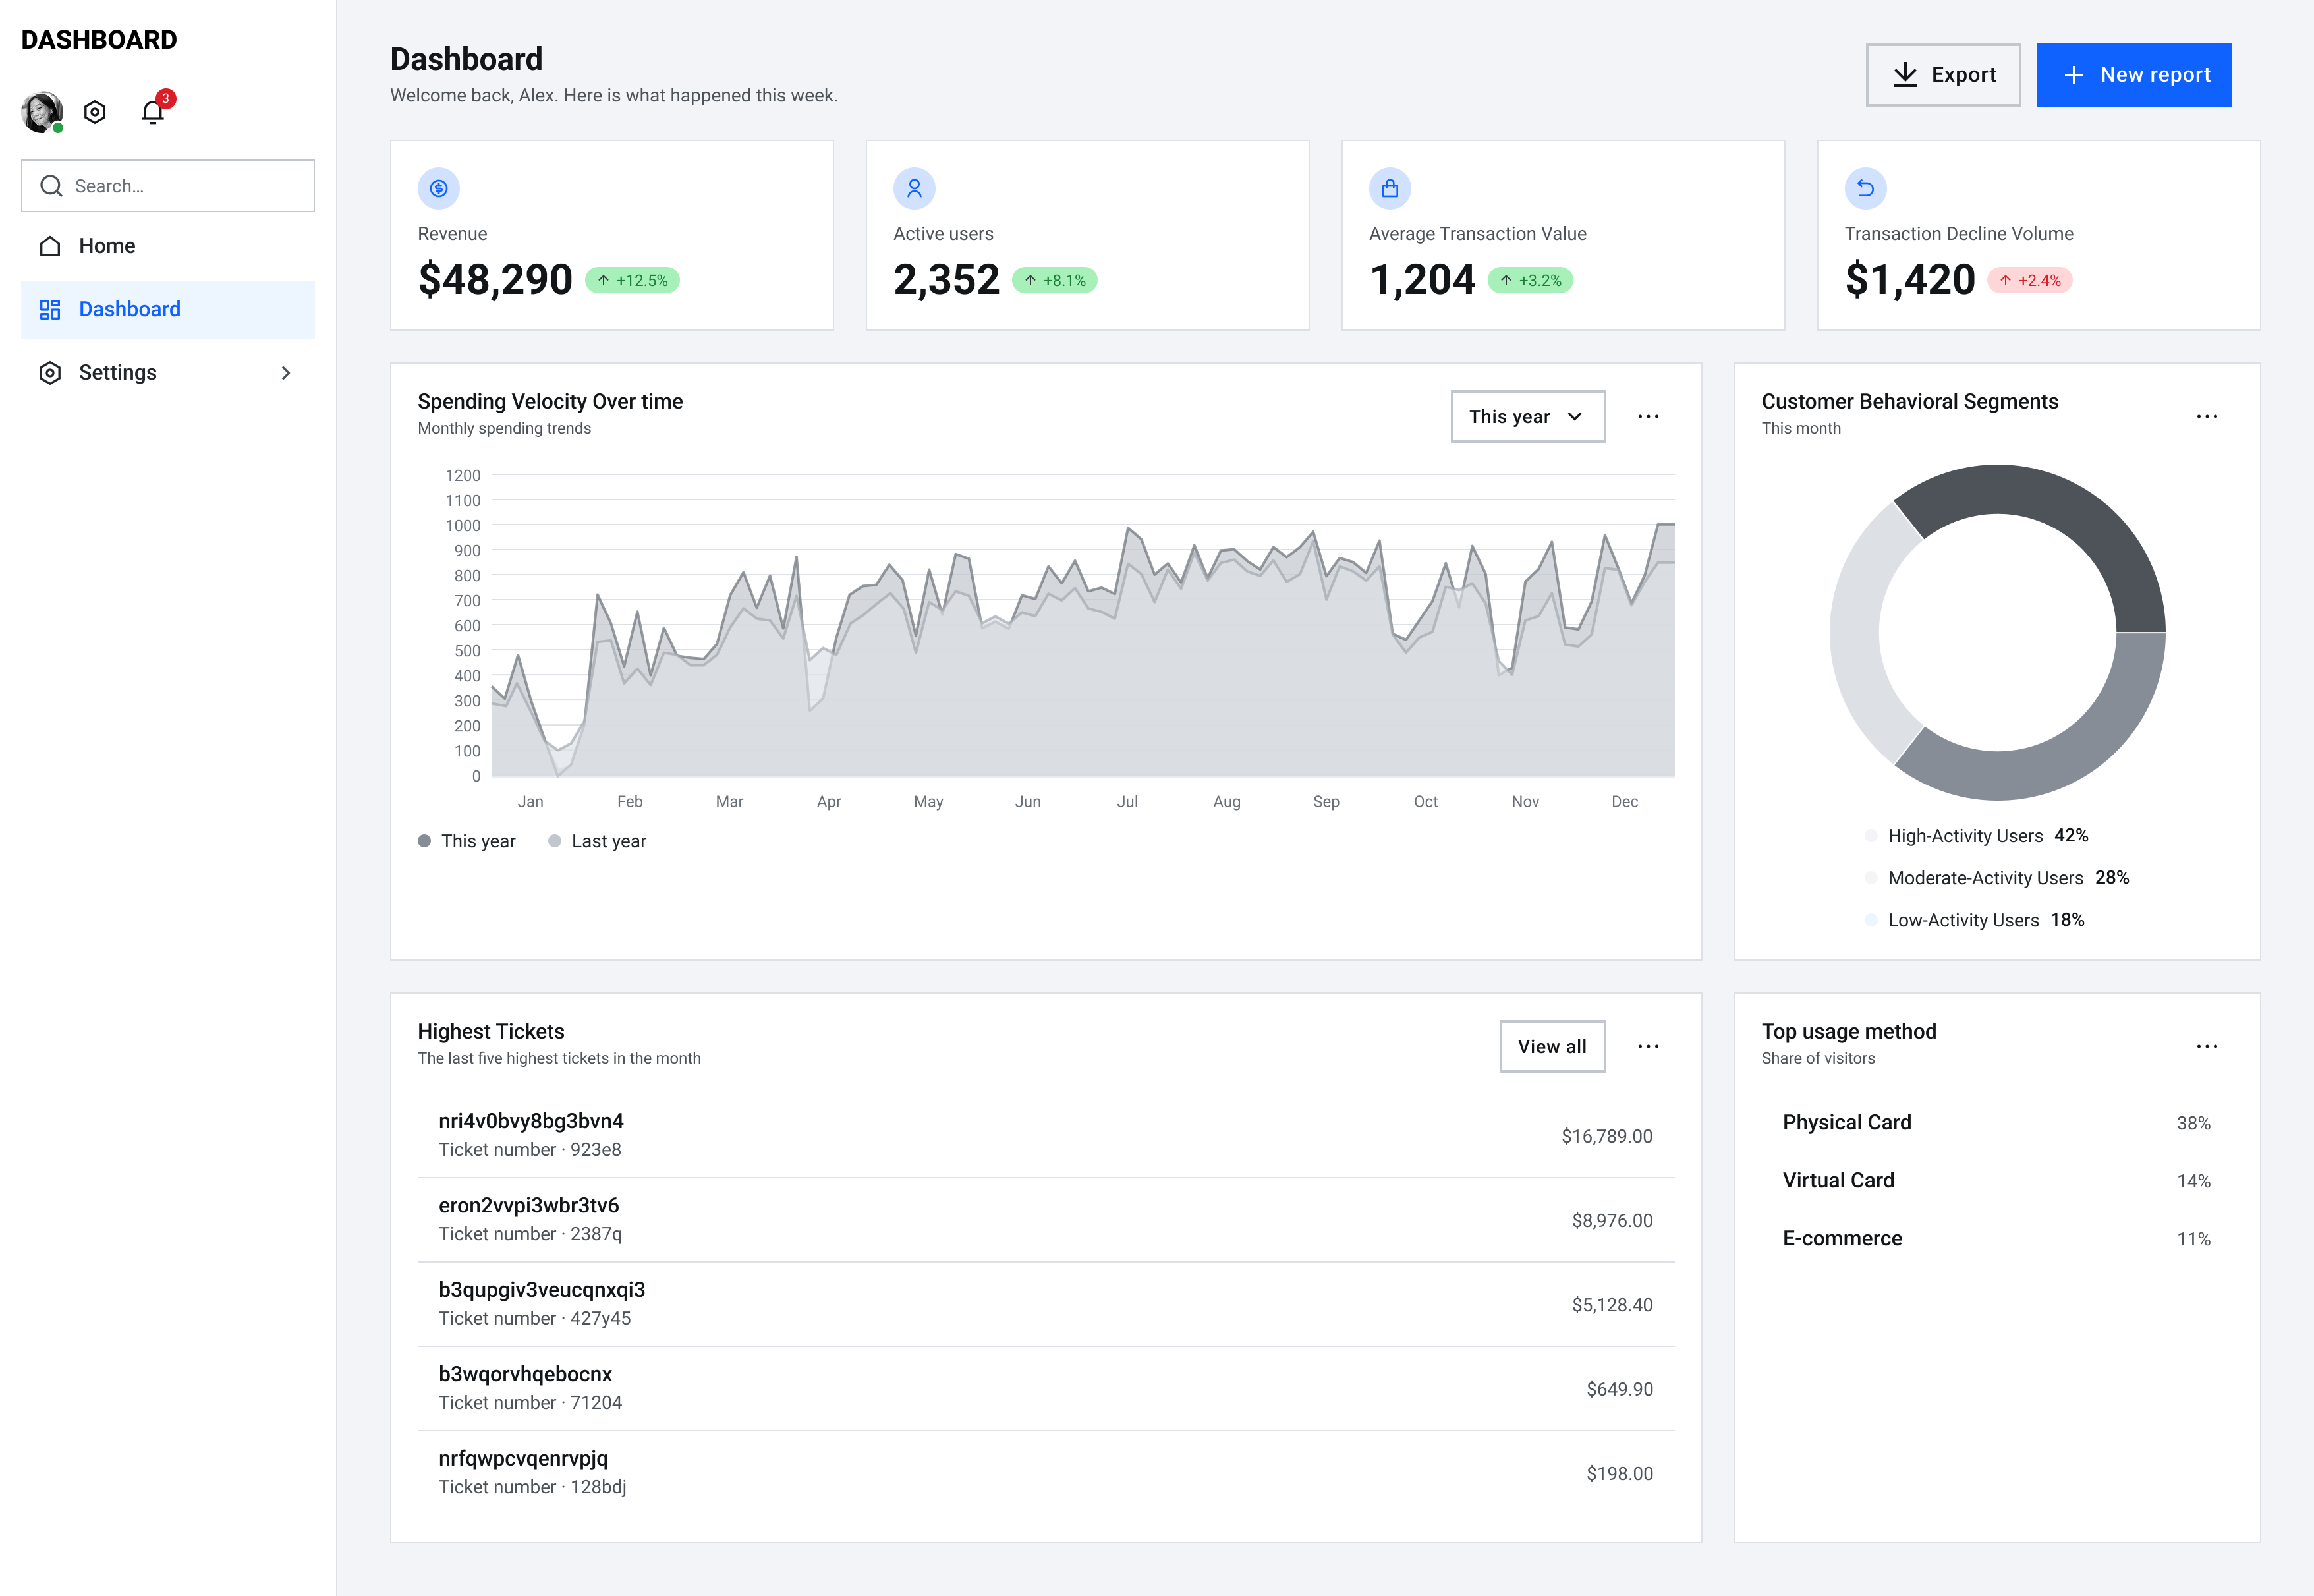 DASHBOARD
3
Search...
Home
Dashboard
Settings
Dashboard
Welcome back, Alex. Here is what happened this week.
Export
New report
Revenue
$48,290
+12.5%
Active users
2,352
+8.1%
Average Transaction Value
1,204
+3.2%
Transaction Decline Volume
$1,420
+2.4%
Spending Velocity Over time
Monthly spending trends
This year
1200
1100
1000
900
800
700
600
500
400
300
200
100
0
Jan Feb Mar Apr May Jun Jul Aug Sep Oct Nov Dec
This year
Last year
Customer Behavioral Segments
This month
High-Activity Users 42%
Moderate-Activity Users 28%
Low-Activity Users 18%
Highest Tickets
The last five highest tickets in the month
View all
nri4v0bvy8bg3bvn4
Ticket number · 923e8
$16,789.00
eron2vvpi3wbr3tv6
Ticket number · 2387q
$8,976.00
b3qupgiv3veucqnxqi3
Ticket number · 427y45
$5,128.40
b3wqorvhqebocnx
Ticket number · 71204
$649.90
nrfqwpcvqenrvpjq
Ticket number · 128bdj
$198.00
Top usage method
Share of visitors
Physical Card 38%
Virtual Card 14%
E-commerce 11%